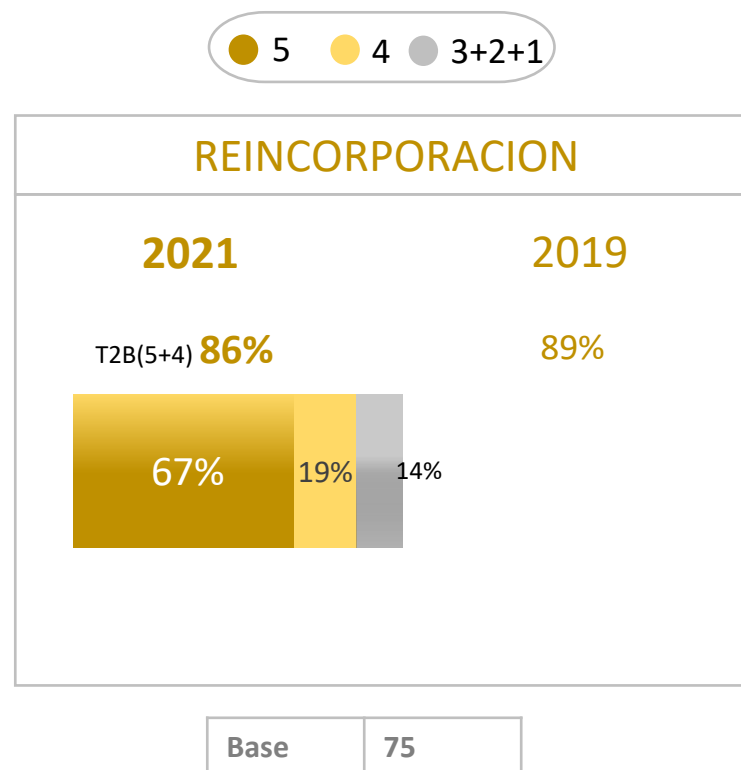 5 4 3+2+1
REINCORPORACION
2021 2019
T2B(5+4) 86% 89%
67% 19% 14%
Base 75